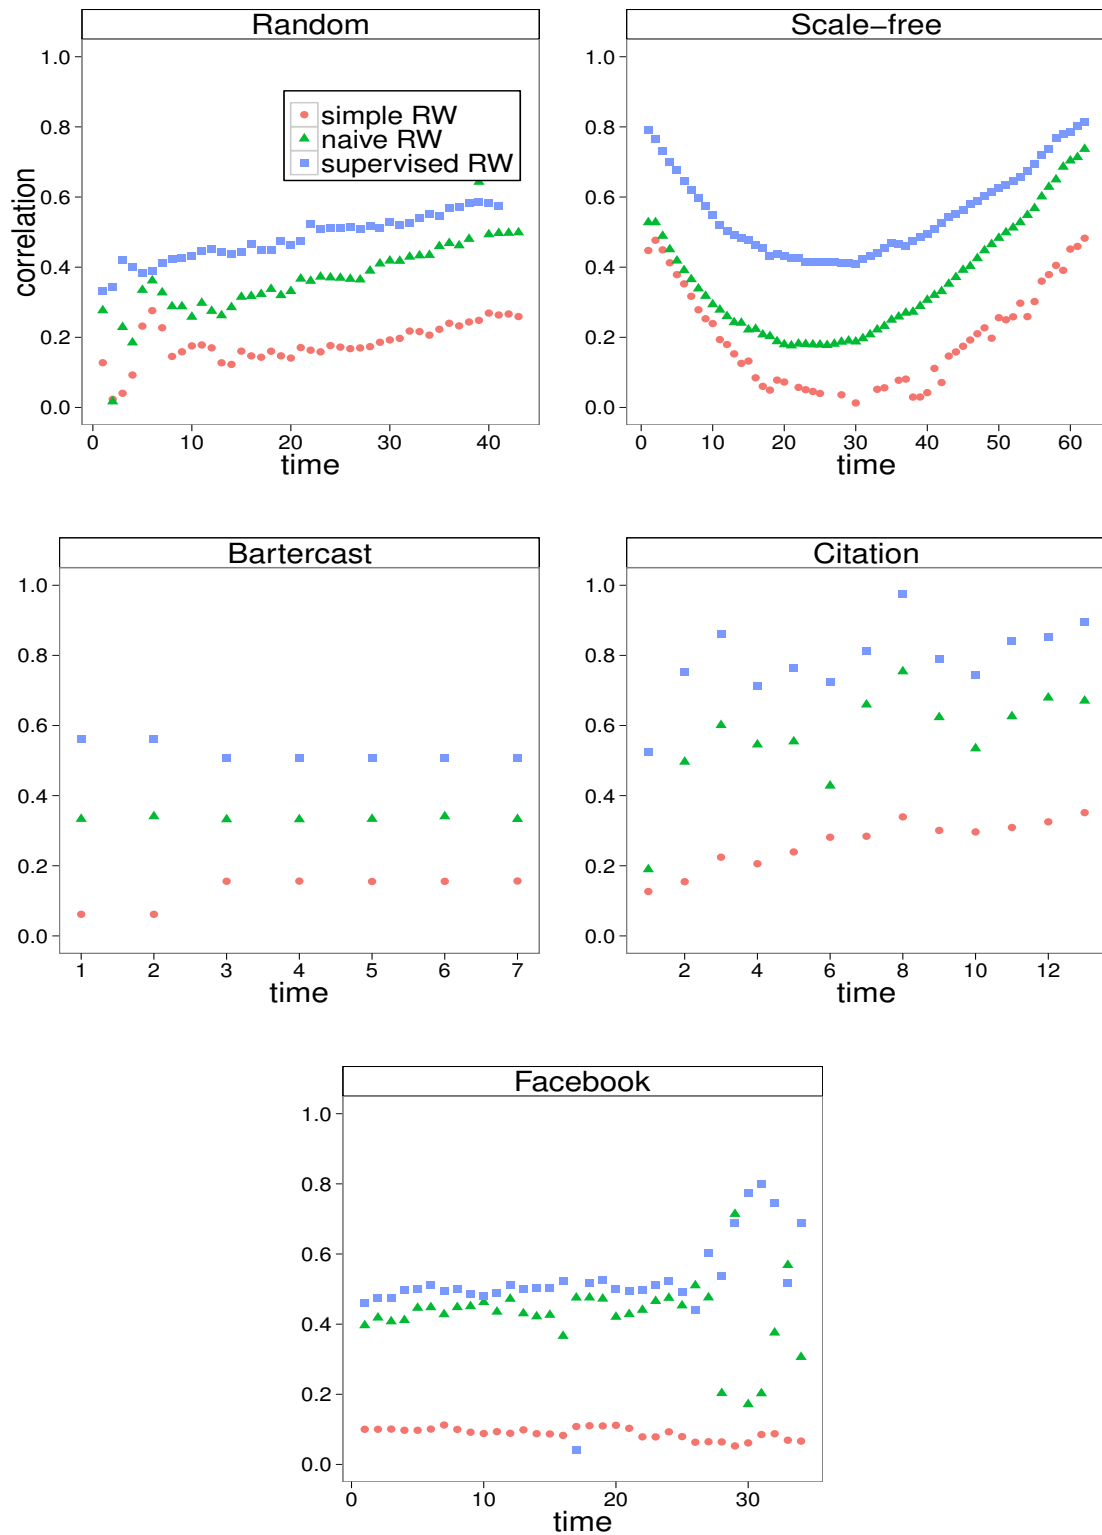 Random
1.0
0.8
0.6
0.4
0.2
0.0
correlation
simple RW
naive RW
supervised RW
0 10 20 30 40
time
Scale−free
1.0
0.8
0.6
0.4
0.2
0.0
0 10 20 30 40 50 60
time
Bartercast
1.0
0.8
0.6
0.4
0.2
0.0
1 2 3 4 5 6 7
time
Citation
1.0
0.8
0.6
0.4
0.2
0.0
2 4 6 8 10 12
time
Facebook
1.0
0.8
0.6
0.4
0.2
0.0
0 10 20 30
time